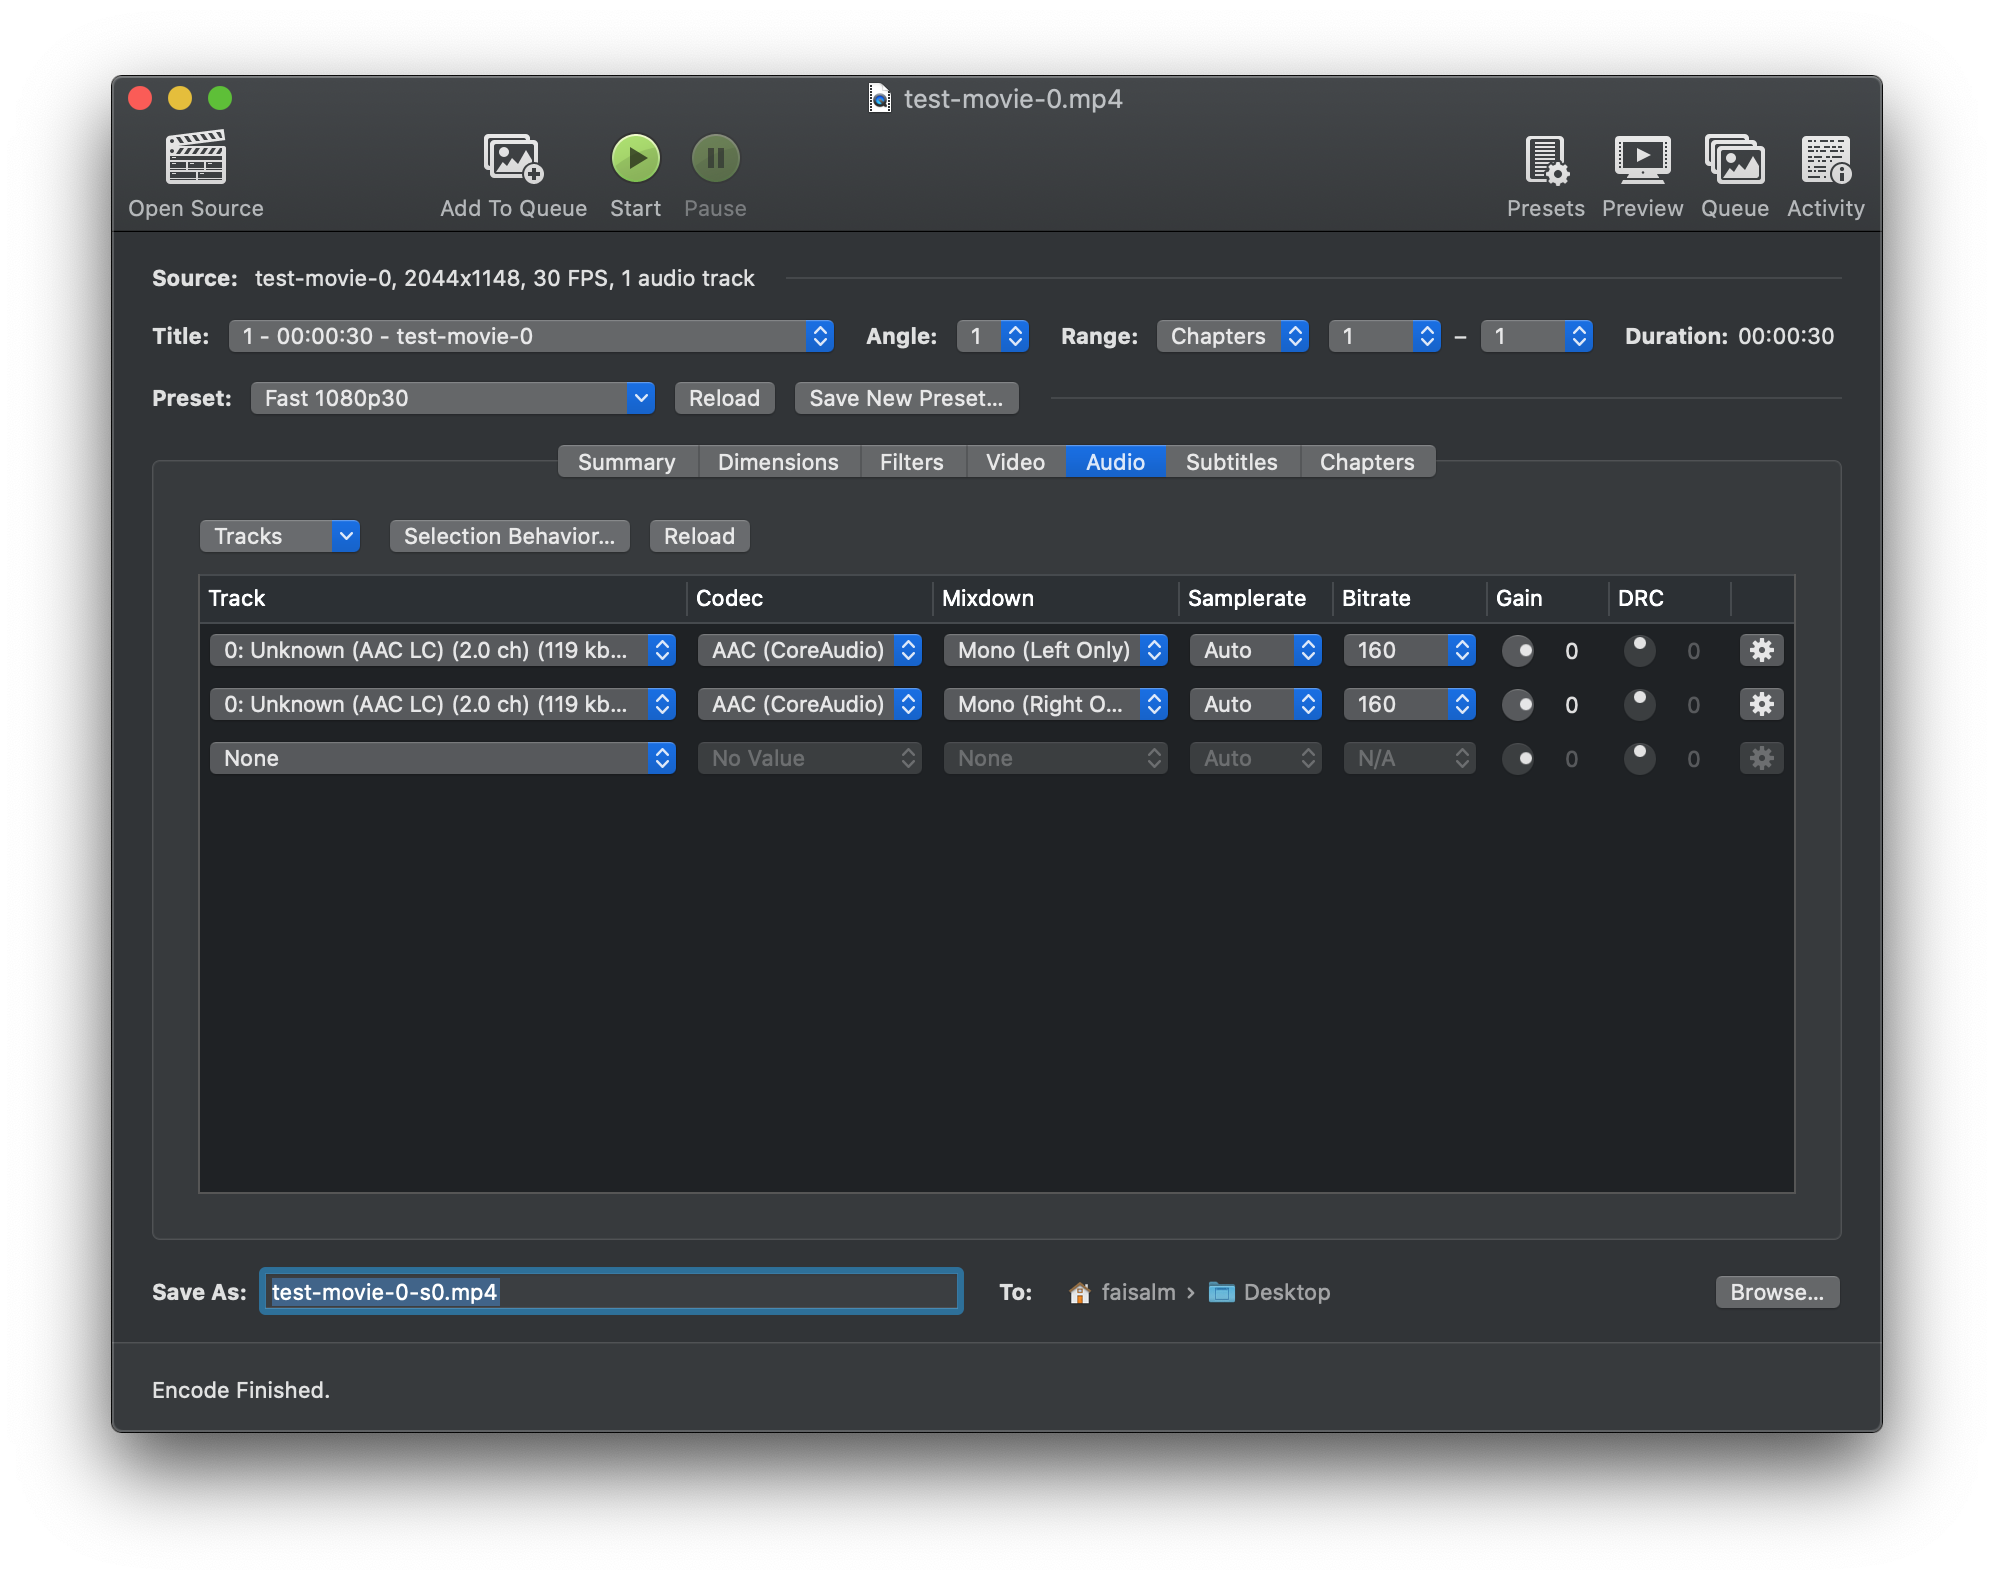 test-movie-0.mp4
Open Source Add To Queue Start Pause Presets Preview Queue Activity
Source: test-movie-0, 2044x1148, 30 FPS, 1 audio track
Title: 1 - 00:00:30 - test-movie-0 Angle: 1 Range: Chapters 1 – 1 Duration: 00:00:30
Preset: Fast 1080p30 Reload Save New Preset...
Summary Dimensions Filters Video Audio Subtitles Chapters
Tracks Selection Behavior... Reload
Track Codec Mixdown Samplerate Bitrate Gain DRC
0: Unknown (AAC LC) (2.0 ch) (119 kb... AAC (CoreAudio) Mono (Left Only) Auto 160 0 0
0: Unknown (AAC LC) (2.0 ch) (119 kb... AAC (CoreAudio) Mono (Right O... Auto 160 0 0
None No Value None Auto N/A 0 0
Save As: test-movie-0-s0.mp4 To: faisalm › Desktop Browse...
Encode Finished.